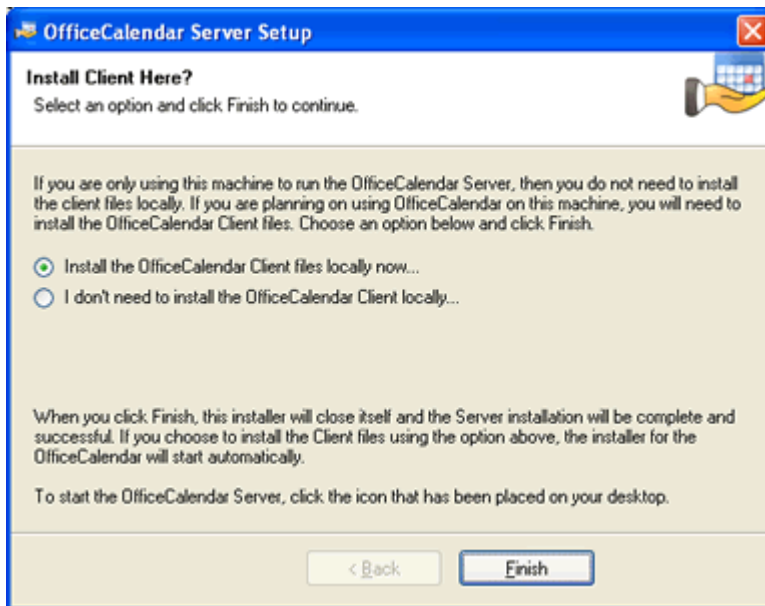 OfficeCalendar Server Setup
Install Client Here?
Select an option and click Finish to continue.
If you are only using this machine to run the OfficeCalendar Server, then you do not need to install
the client files locally. If you are planning on using OfficeCalendar on this machine, you will need to
install the OfficeCalendar Client files. Choose an option below and click Finish.
Install the OfficeCalendar Client files locally now...
I don't need to install the OfficeCalendar Client locally...
When you click Finish, this installer will close itself and the Server installation will be complete and
successful. If you choose to install the Client files using the option above, the installer for the
OfficeCalendar will start automatically.
To start the OfficeCalendar Server, click the icon that has been placed on your desktop.
< Back
Finish